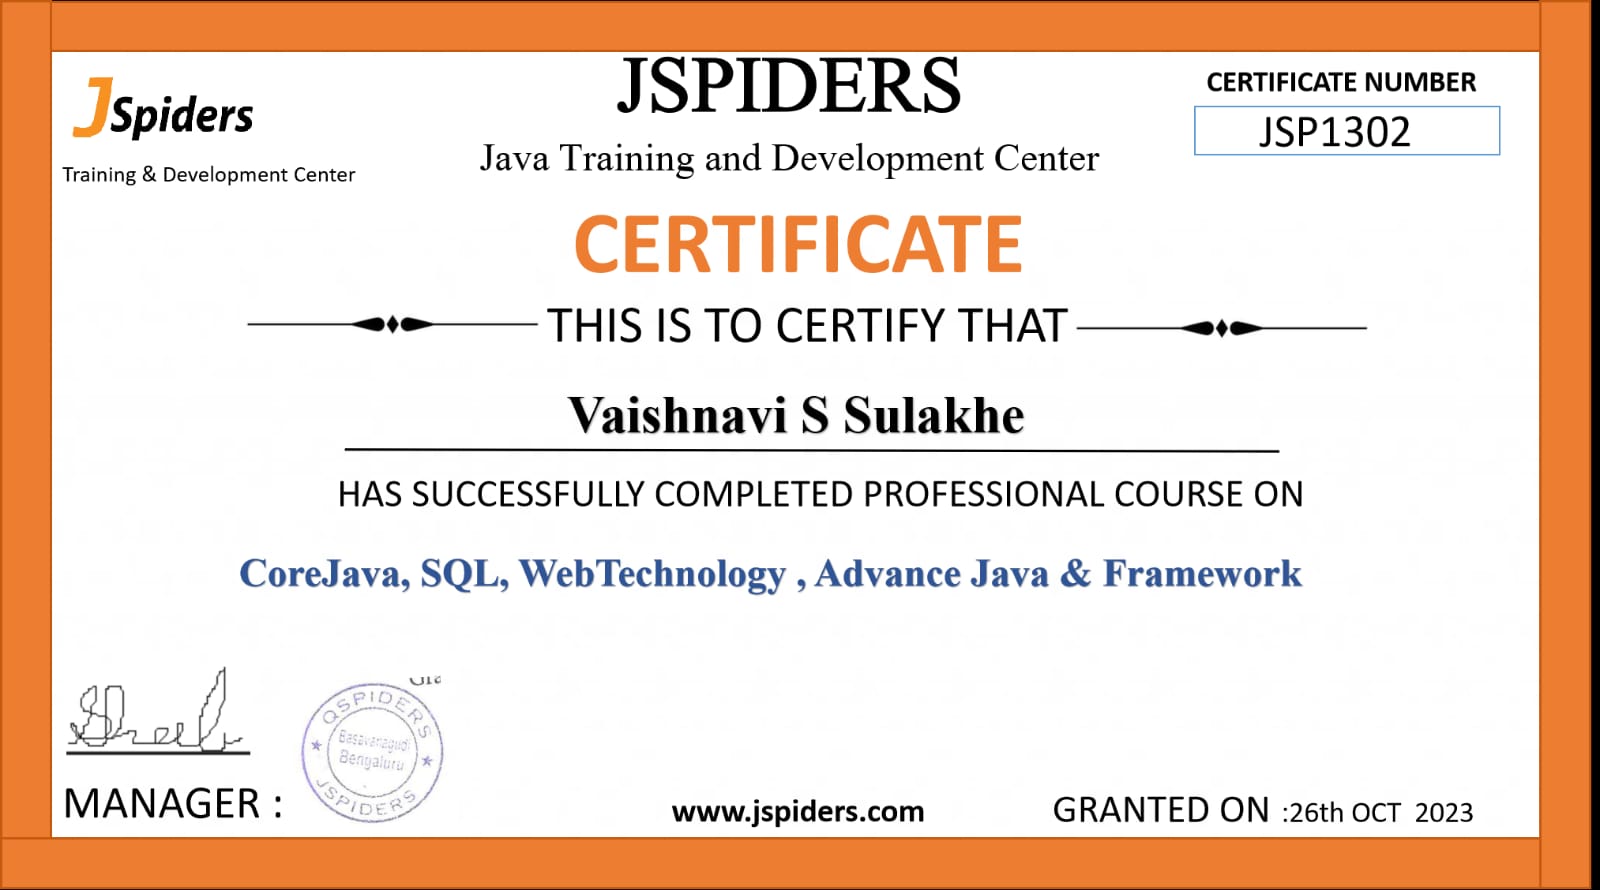 JSpiders
Training & Development Center
JSPIDERS
Java Training and Development Center
CERTIFICATE NUMBER
JSP1302
CERTIFICATE
THIS IS TO CERTIFY THAT
Vaishnavi S Sulakhe
HAS SUCCESSFULLY COMPLETED PROFESSIONAL COURSE ON
CoreJava, SQL, WebTechnology , Advance Java & Framework
QSPIDERS
Basavanagudi
Bengaluru
JSPIDERS
MANAGER :
www.jspiders.com
GRANTED ON :26th OCT 2023